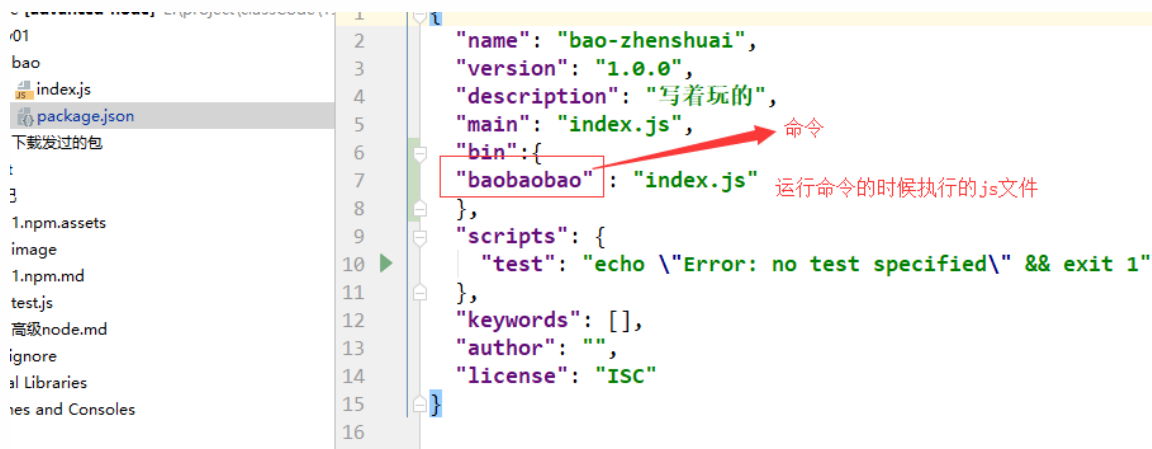 01
bao
index.js
package.json
下载发过的包
1.npm.assets
image
1.npm.md
test.js
高级node.md
ignore
al Libraries
nes and Consoles
1 {
2 "name": "bao-zhenshuai",
3 "version": "1.0.0",
4 "description": "写着玩的",
5 "main": "index.js",
命令
6 "bin":{
7 "baobaobao" : "index.js"
运行命令的时候执行的js文件
8 },
9 "scripts": {
10 "test": "echo \"Error: no test specified\" && exit 1"
11 },
12 "keywords": [],
13 "author": "",
14 "license": "ISC"
15 }
16